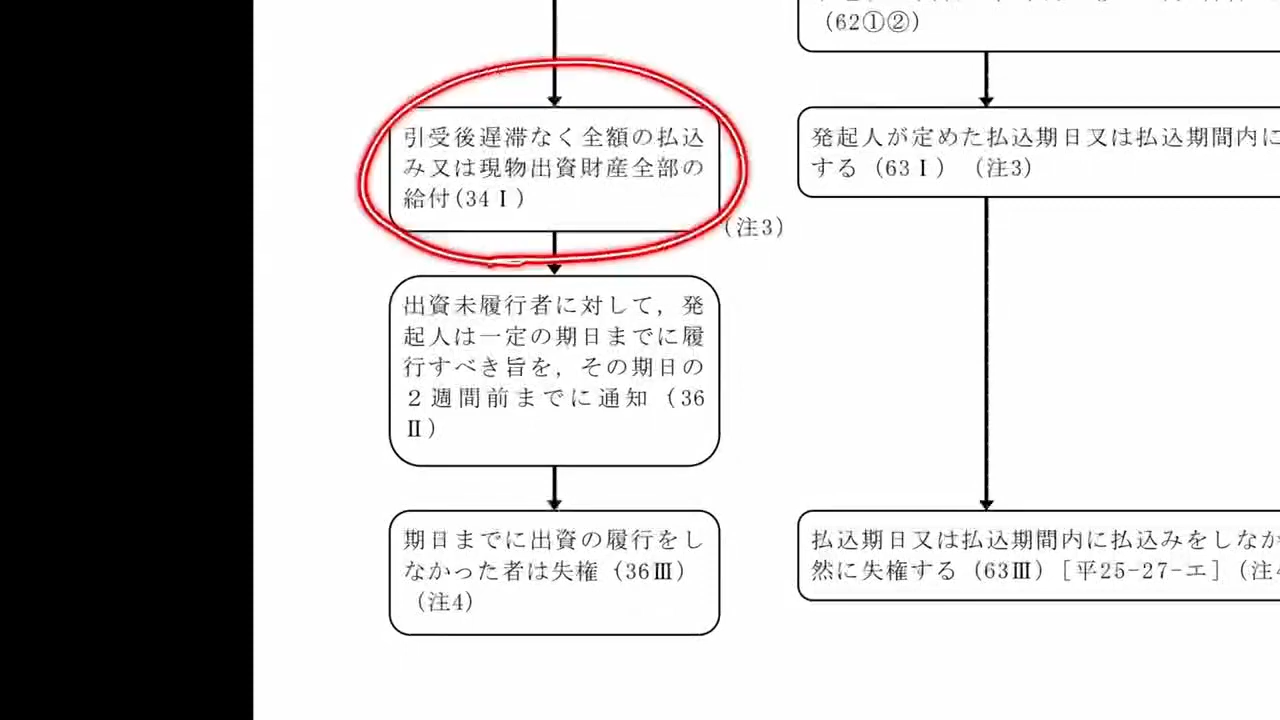 (62①②)
引受後遅滞なく全額の払込
み又は現物出資財産全部の
給付(34Ⅰ)
(注3)
出資未履行者に対して，発
起人は一定の期日までに履
行すべき旨を，その期日の
２週間前までに通知（36
Ⅱ）
期日までに出資の履行をし
なかった者は失権（36Ⅲ）
（注4）
発起人が定めた払込期日又は払込期間内に
する（63Ⅰ）（注3）
払込期日又は払込期間内に払込みをしなか
然に失権する（63Ⅲ）［平25-27-エ］（注4